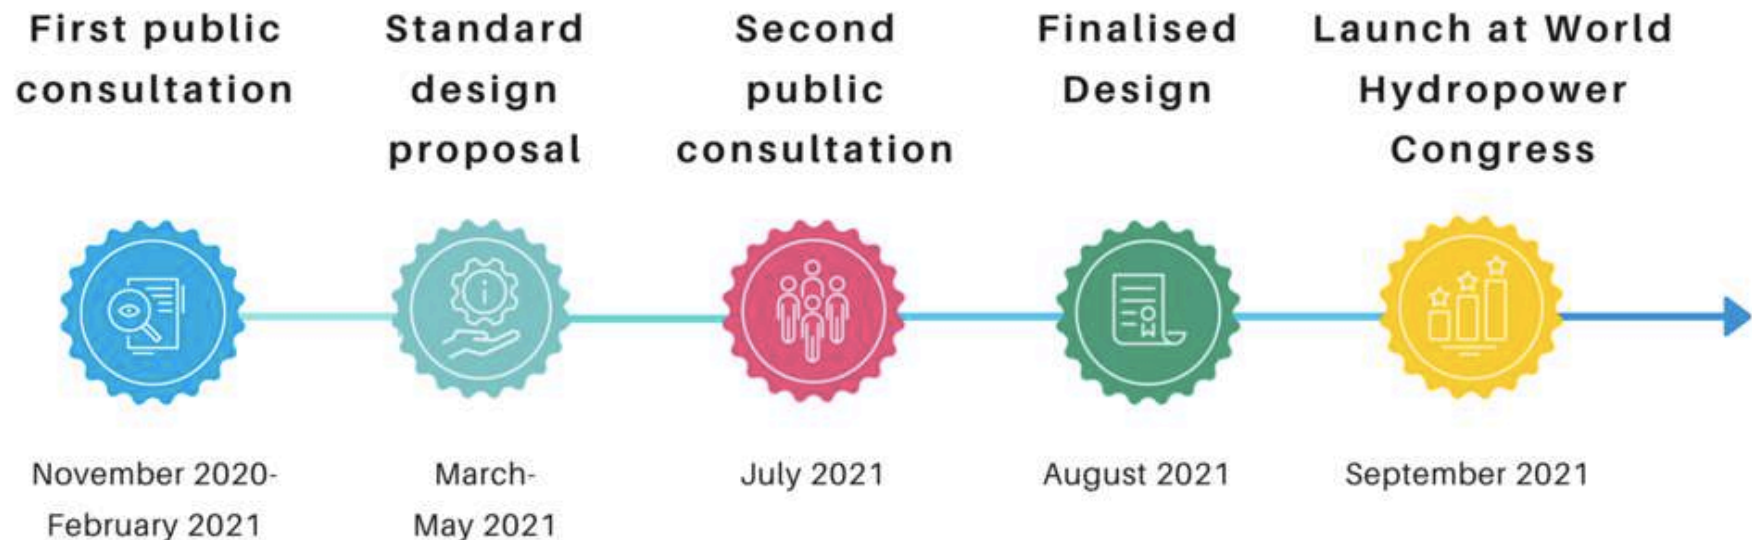 First public
consultation
Standard
design
proposal
Second
public
consultation
Finalised
Design
Launch at World
Hydropower
Congress
November 2020-
February 2021
March-
May 2021
July 2021
August 2021
September 2021